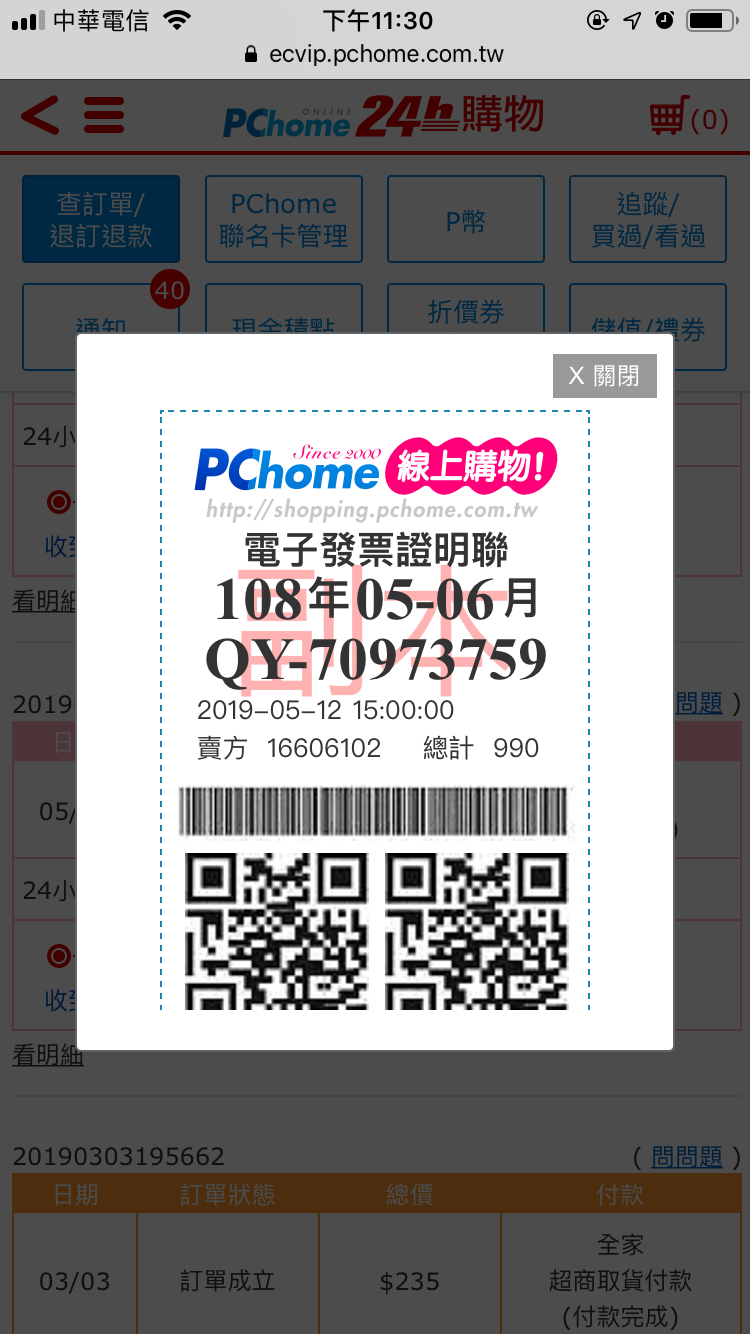 中華電信
下午11:30
ecvip.pchome.com.tw
ONLINE
PChome 24h購物
(0)
查訂單/
退訂退款
PChome
聯名卡管理
P幣
追蹤/
買過/看過
通知
40
現金積點
折價券
儲值/禮券
X 關閉
24小
收到
看明細
Since 2000
PChome 線上購物!
http://shopping.pchome.com.tw
電子發票證明聯
副本
108年05-06月
QY-70973759
2019-05-12 15:00:00
賣方 16606102 總計 990
2019
問題 )
日
05/
24小
收到
看明細
20190303195662
( 問問題 )
日期 訂單狀態 總價 付款
03/03 訂單成立 $235 全家
超商取貨付款
(付款完成)